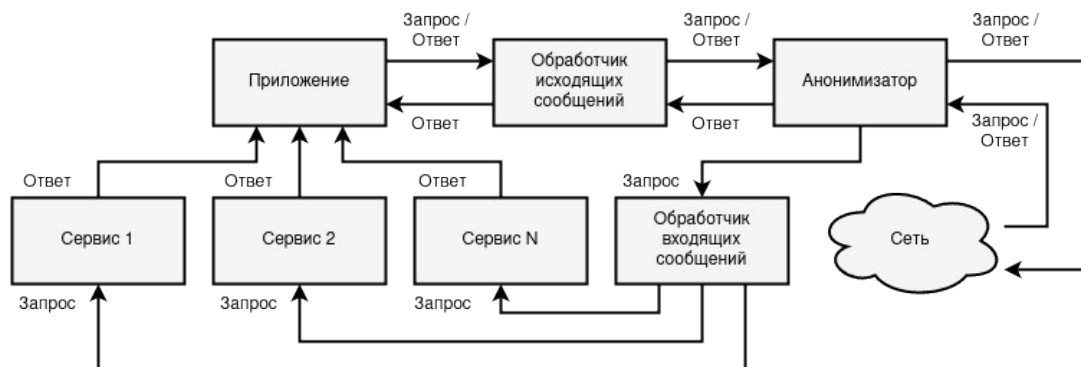 Запрос /
Ответ
Запрос /
Ответ
Запрос /
Ответ
Приложение
Обработчик
исходящих
сообщений
Анонимизатор
Ответ
Ответ
Запрос /
Ответ
Ответ
Ответ
Ответ
Запрос
Сервис 1
Сервис 2
Сервис N
Обработчик
входящих
сообщений
Сеть
Запрос
Запрос
Запрос